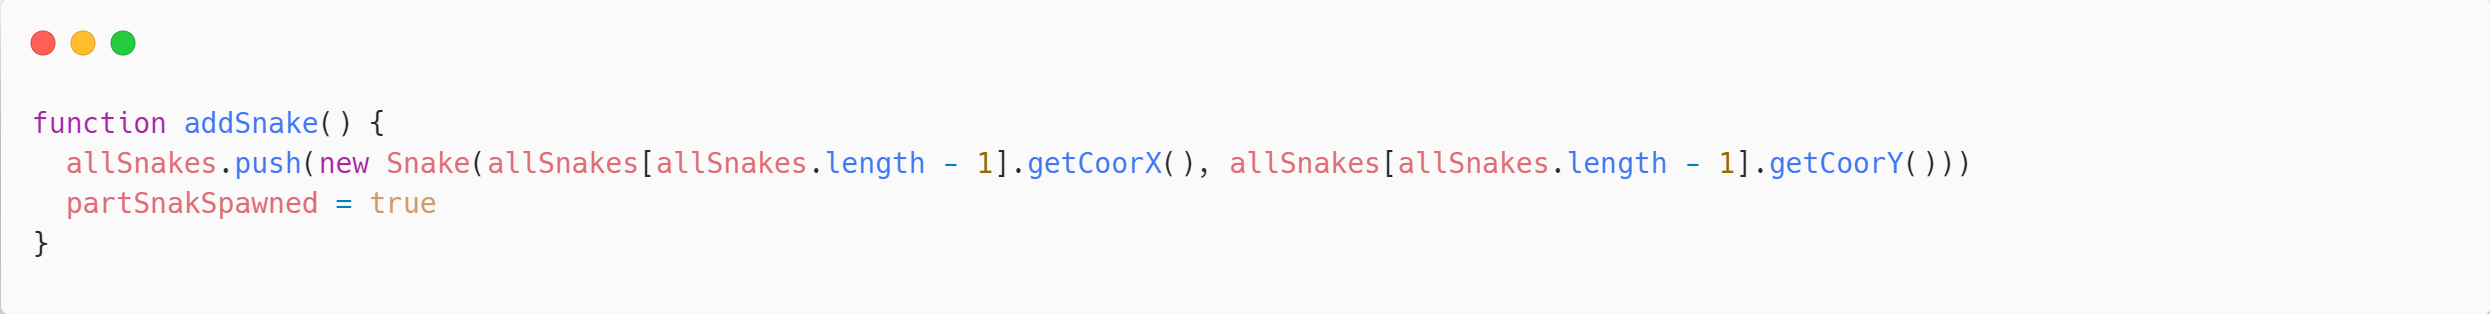 function addSnake() {
  allSnakes.push(new Snake(allSnakes[allSnakes.length - 1].getCoorX(), allSnakes[allSnakes.length - 1].getCoorY()))
  partSnakSpawned = true
}